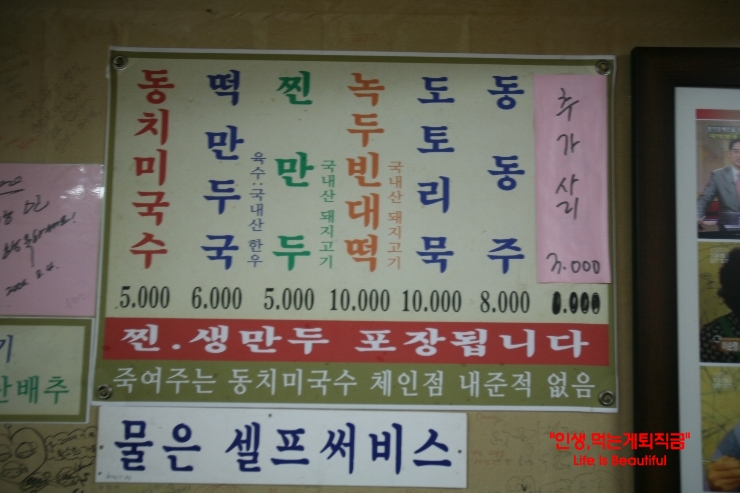 동치미국수 5.000
떡만두국 육수:국내산 한우 6.000
찐만두 국내산 돼지고기 5.000
녹두빈대떡 국내산 돼지고기 10.000
도토리묵 10.000
동동주 8.000
추가사리 3.000
찐.생만두 포장됩니다
죽여주는 동치미국수 체인점 내준적 없음
물은 셀프써비스
배추
"인생, 먹는게퇴직금"
Life is Beautiful